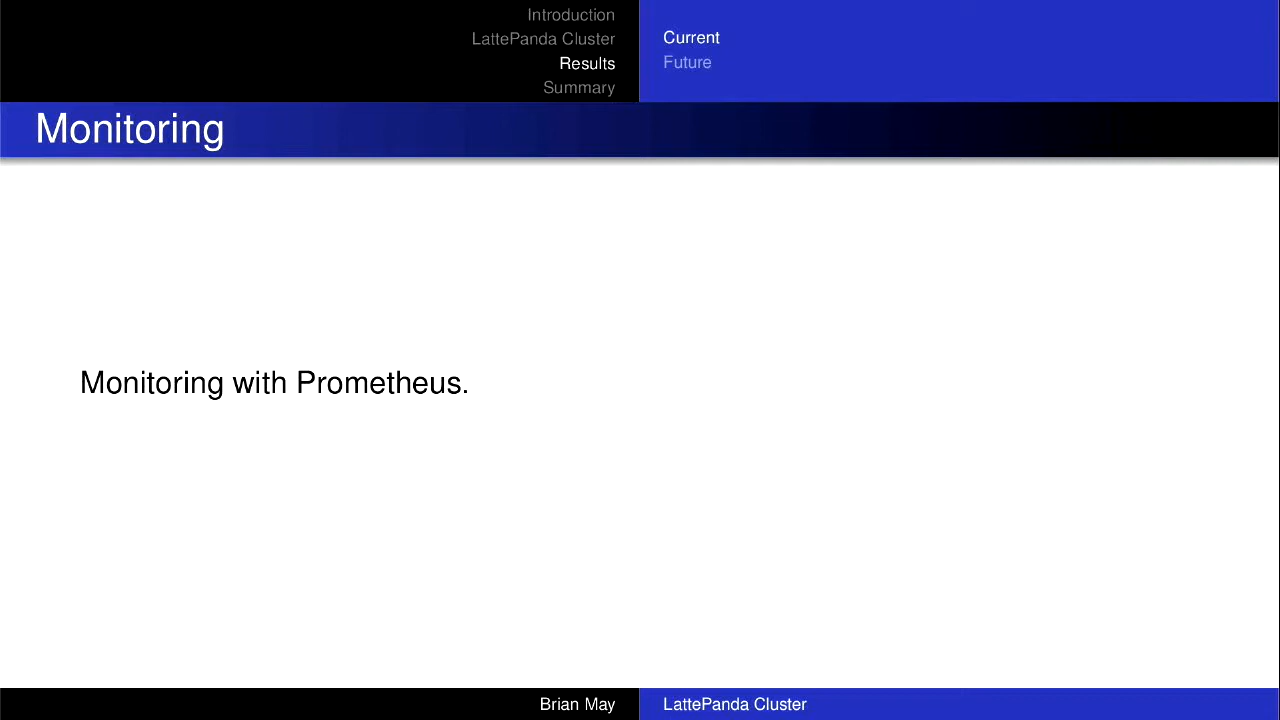 Introduction
LattePanda Cluster
Results
Summary
Current
Future
Monitoring
Monitoring with Prometheus.
Brian May
LattePanda Cluster